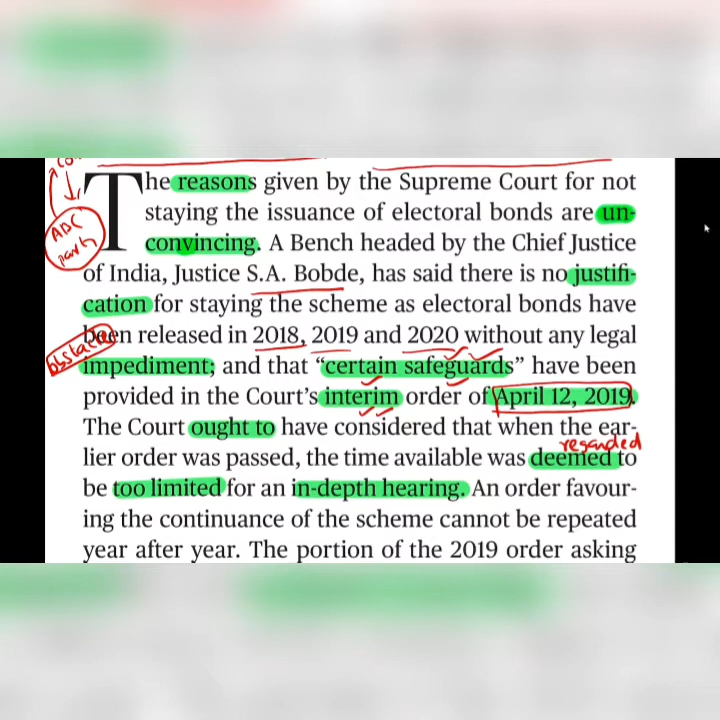 The reasons given by the Supreme Court for not
staying the issuance of electoral bonds are un-
convincing. A Bench headed by the Chief Justice
of India, Justice S.A. Bobde, has said there is no justifi-
cation for staying the scheme as electoral bonds have
been released in 2018, 2019 and 2020 without any legal
obstacle
impediment; and that “certain safeguards” have been
provided in the Court’s interim order of April 12, 2019.
The Court ought to have considered that when the ear-
regarded
lier order was passed, the time available was deemed to
be too limited for an in-depth hearing. An order favour-
ing the continuance of the scheme cannot be repeated
year after year. The portion of the 2019 order asking